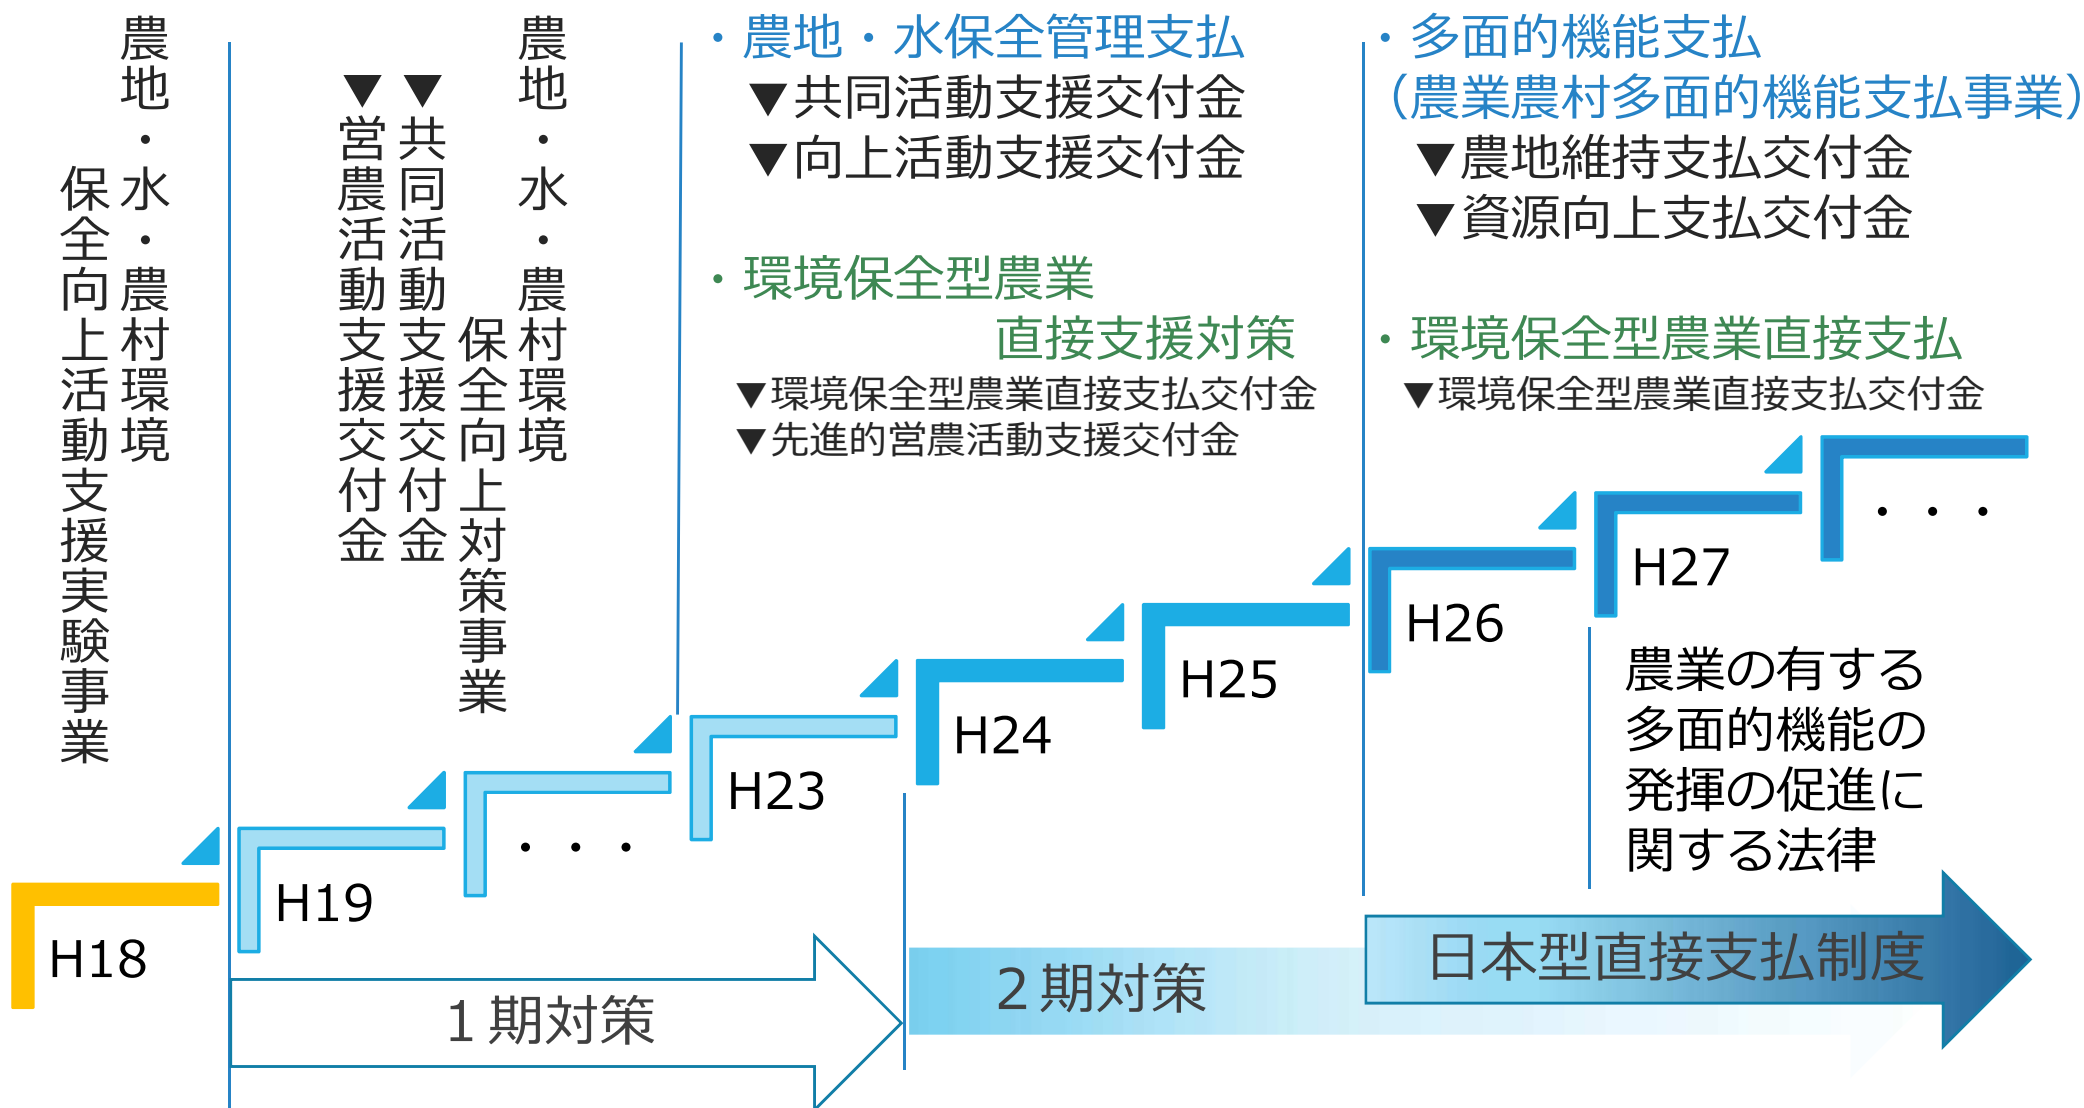 農地・水・農村環境
保全向上活動支援実験事業
農地・水・農村環境
保全向上対策事業
▼共同活動支援交付金
▼営農活動支援交付金
・農地・水保全管理支払
▼共同活動支援交付金
▼向上活動支援交付金
・環境保全型農業
直接支援対策
▼環境保全型農業直接支払交付金
▼先進的営農活動支援交付金
・多面的機能支払
（農業農村多面的機能支払事業）
▼農地維持支払交付金
▼資源向上支払交付金
・環境保全型農業直接支払
▼環境保全型農業直接支払交付金
H18
H19
・・・
H23
H24
H25
H26
H27
・・・
農業の有する
多面的機能の
発揮の促進に
関する法律
１期対策
２期対策
日本型直接支払制度